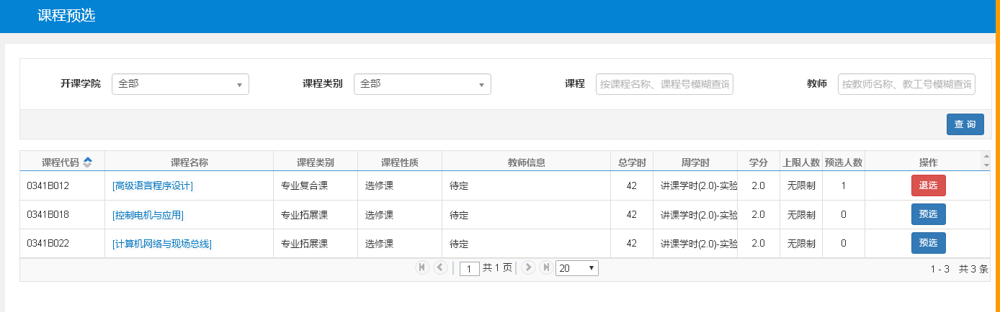 课程预选
开课学院 全部 课程类别 全部 课程 按课程名称、课程号模糊查询 教师 按教师名称、教工号模糊查询
查 询
课程代码 课程名称 课程类别 课程性质 教师信息 总学时 周学时 学分 上限人数 预选人数 操作
0341B012 [高级语言程序设计] 专业复合课 选修课 待定 42 讲课学时(2.0)-实验 2.0 无限制 1 退选
0341B018 [控制电机与应用] 专业拓展课 选修课 待定 42 讲课学时(2.0)-实验 2.0 无限制 0 预选
0341B022 [计算机网络与现场总线] 专业拓展课 选修课 待定 42 讲课学时(2.0)-实验 2.0 无限制 0 预选
1 共 1 页 20 1 - 3 共 3 条